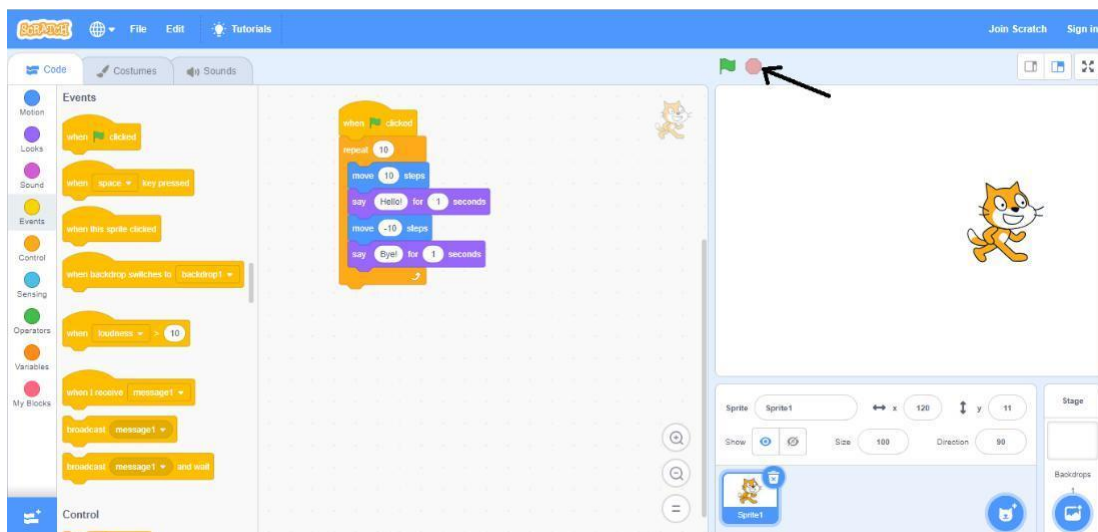 SCRATCH File Edit Tutorials Join Scratch Sign in
Code Costumes Sounds
Motion
Looks
Sound
Events
Control
Sensing
Operators
Variables
My Blocks
Events
when clicked
when space key pressed
when this sprite clicked
when backdrop switches to backdrop1
when loudness > 10
when I receive message1
broadcast message1
broadcast message1 and wait
Control
when clicked
repeat 10
move 10 steps
say Hello! for 1 seconds
move -10 steps
say Bye! for 1 seconds
Sprite Sprite1 x 120 y 11
Show Size 100 Direction 90
Sprite1
Stage
Backdrops
1